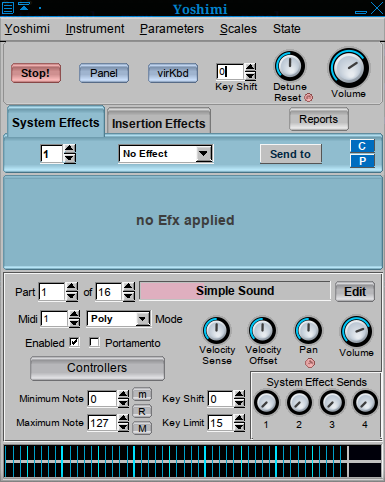 Yoshimi
Yoshimi Instrument Parameters Scales State
Stop! Panel virKbd 0 Key Shift Detune Reset Volume
System Effects Insertion Effects Reports
1 No Effect Send to C P
no Efx applied
Part 1 of 16 Simple Sound Edit
Midi 1 Poly Mode
Enabled Portamento Velocity Sense Velocity Offset Pan Volume
Controllers
System Effect Sends
Minimum Note 0 m Key Shift 0
R
Maximum Note 127 M Key Limit 15
1 2 3 4